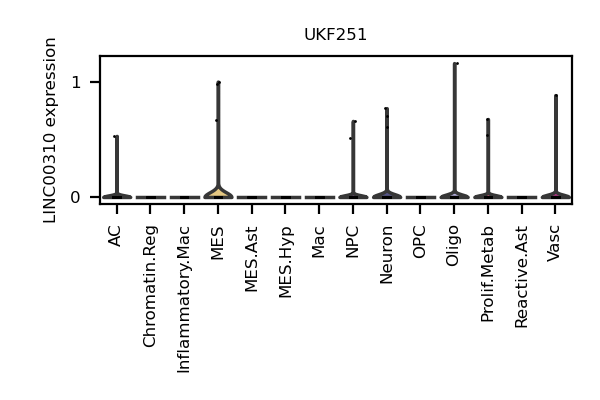 UKF251
LINC00310 expression
1
0
AC
Chromatin.Reg
Inflammatory.Mac
MES
MES.Ast
MES.Hyp
Mac
NPC
Neuron
OPC
Oligo
Prolif.Metab
Reactive.Ast
Vasc